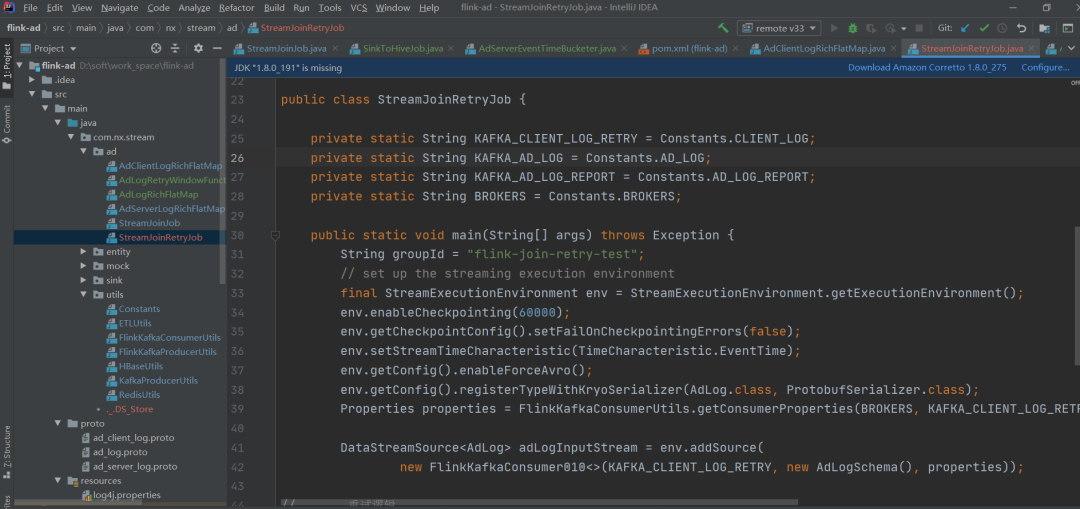 File Edit View Navigate Code Analyze Refactor Build Run Tools VCS Window Help flink-ad - StreamJoinRetryJob.java - IntelliJ IDEA
flink-ad src main java com nx stream ad StreamJoinRetryJob remote v33 Git:
Project StreamJoinJob.java SinkToHiveJob.java AdServerEventTimeBucketer.java pom.xml (flink-ad) AdClientLogRichFlatMap.java StreamJoinRetryJob.java
JDK "1.8.0_191" is missing Download Amazon Corretto 1.8.0_275 Configure...
1: Project
Commit
Z: Structure
flink-ad D:\soft\work_space\flink-ad
.idea
src
main
java
com.nx.stream
ad
AdClientLogRichFlatMap
AdLogRetryWindowFunct
AdLogRichFlatMap
AdServerLogRichFlatMap
StreamJoinJob
StreamJoinRetryJob
entity
mock
sink
utils
Constants
ETLUtils
FlinkKafkaConsumerUtils
FlinkKafkaProducerUtils
HBaseUtils
KafkaProducerUtils
RedisUtils
._DS_Store
proto
ad_client_log.proto
ad_log.proto
ad_server_log.proto
resources
log4j.properties
22
23 public class StreamJoinRetryJob {
24
25 private static String KAFKA_CLIENT_LOG_RETRY = Constants.CLIENT_LOG;
26 private static String KAFKA_AD_LOG = Constants.AD_LOG;
27 private static String KAFKA_AD_LOG_REPORT = Constants.AD_LOG_REPORT;
28 private static String BROKERS = Constants.BROKERS;
29
30 public static void main(String[] args) throws Exception {
31 String groupId = "flink-join-retry-test";
32 // set up the streaming execution environment
33 final StreamExecutionEnvironment env = StreamExecutionEnvironment.getExecutionEnvironment();
34 env.enableCheckpointing(60000);
35 env.getCheckpointConfig().setFailOnCheckpointingErrors(false);
36 env.setStreamTimeCharacteristic(TimeCharacteristic.EventTime);
37 env.getConfig().enableForceAvro();
38 env.getConfig().registerTypeWithKryoSerializer(AdLog.class, ProtobufSerializer.class);
39 Properties properties = FlinkKafkaConsumerUtils.getConsumerProperties(BROKERS, KAFKA_CLIENT_LOG_RETR
40
41 DataStreamSource<AdLog> adLogInputStream = env.addSource(
42 new FlinkKafkaConsumer010<>(KAFKA_CLIENT_LOG_RETRY, new AdLogSchema(), properties));
43